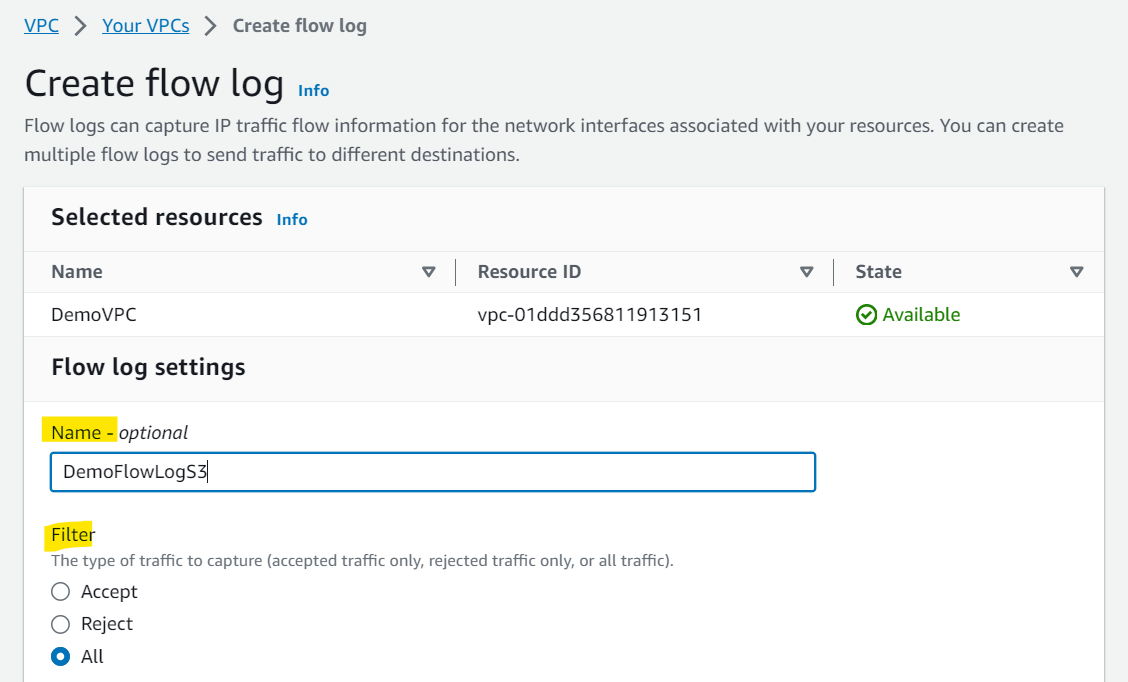 VPC > Your VPCs > Create flow log
Create flow log Info
Flow logs can capture IP traffic flow information for the network interfaces associated with your resources. You can create
multiple flow logs to send traffic to different destinations.
Selected resources Info
Name Resource ID State
DemoVPC vpc-01ddd356811913151 Available
Flow log settings
Name - optional
DemoFlowLogS3
Filter
The type of traffic to capture (accepted traffic only, rejected traffic only, or all traffic).
Accept
Reject
All